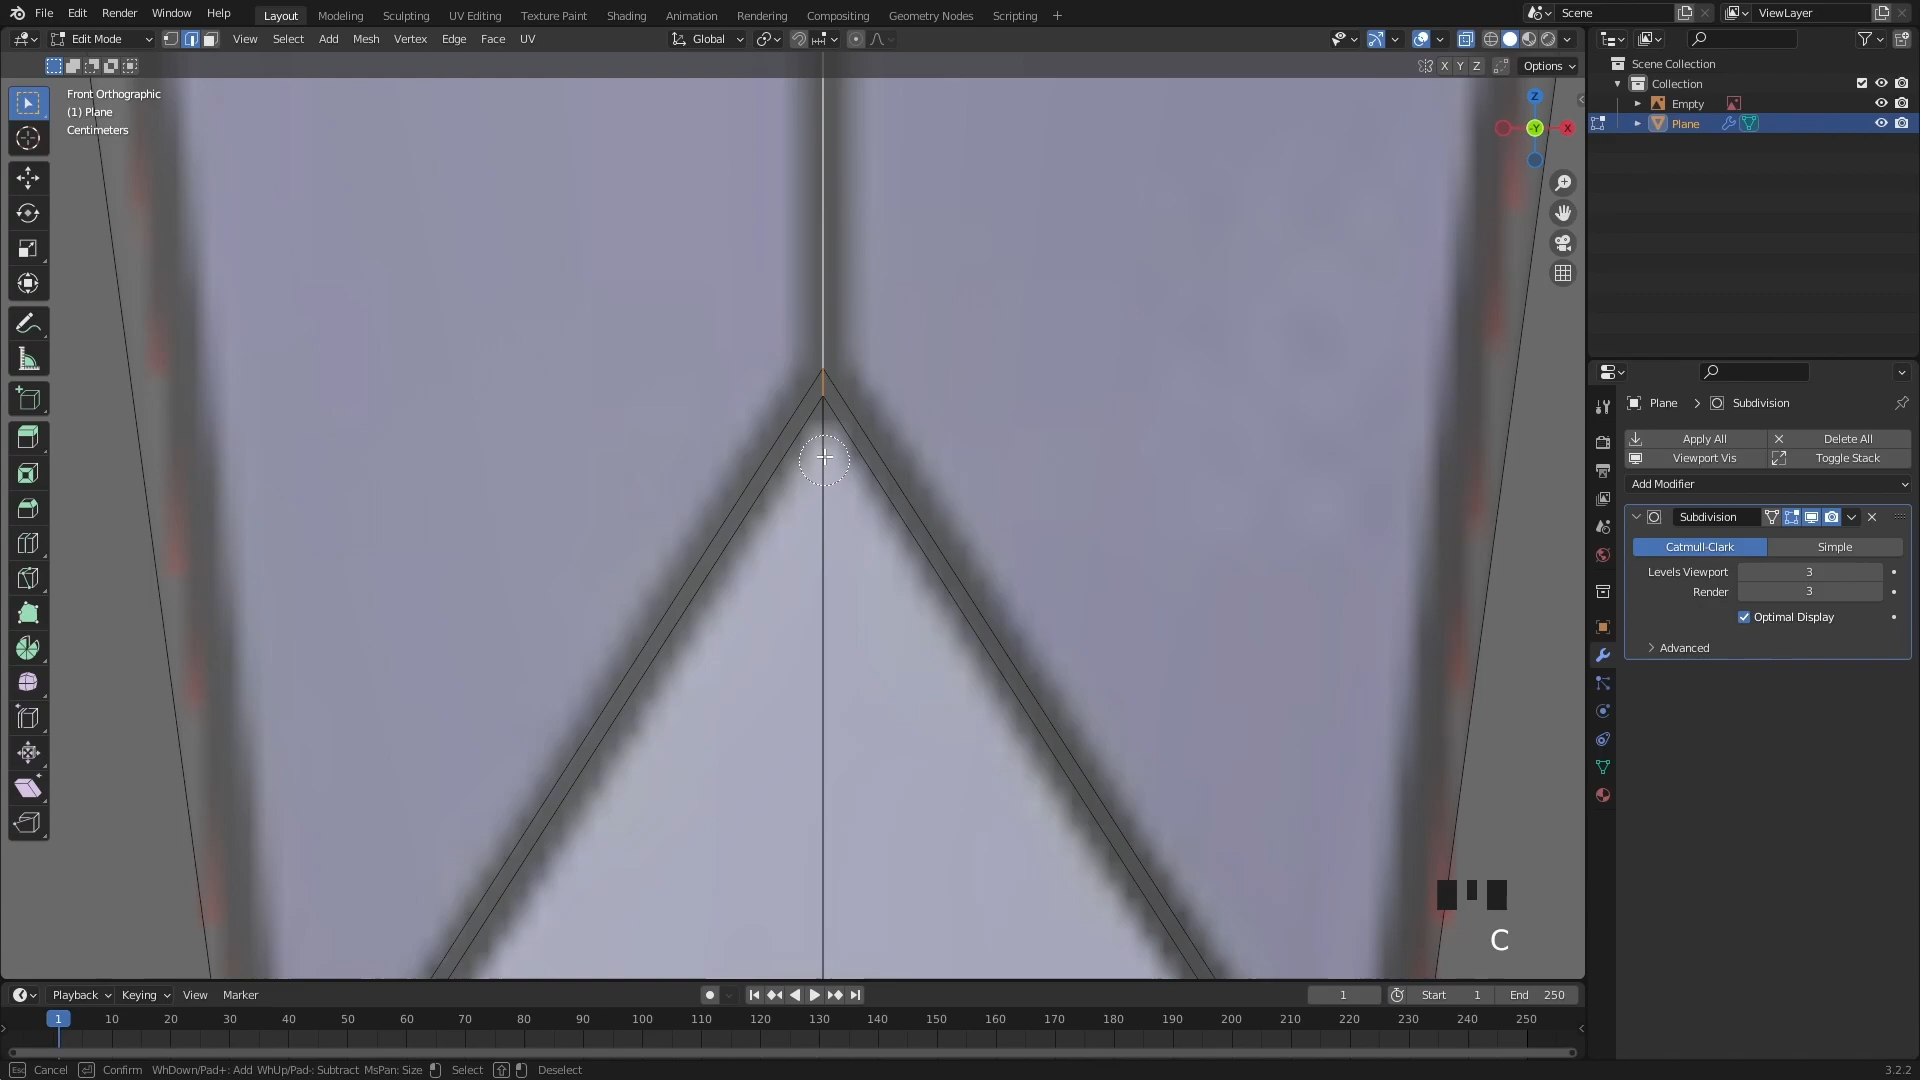 File Edit Render Window Help
Layout Modeling Sculpting UV Editing Texture Paint Shading Animation Rendering Compositing Geometry Nodes Scripting +
Scene
ViewLayer
Edit Mode View Select Add Mesh Vertex Edge Face UV
Global
X Y Z Options
Front Orthographic
(1) Plane
Centimeters
Z
-Y
X
Scene Collection
Collection
Empty
Plane
Plane > Subdivision
Apply All Delete All
Viewport Vis Toggle Stack
Add Modifier
Subdivision
Catmull-Clark Simple
Levels Viewport 3
Render 3
Optimal Display
Advanced
C
Playback Keying View Marker
1 Start 1 End 250
1 10 20 30 40 50 60 70 80 90 100 110 120 130 140 150 160 170 180 190 200 210 220 230 240 250
Esc Cancel Confirm WhDown/Pad+: Add WhUp/Pad-: Subtract MsPan: Size Select Deselect
3.2.2